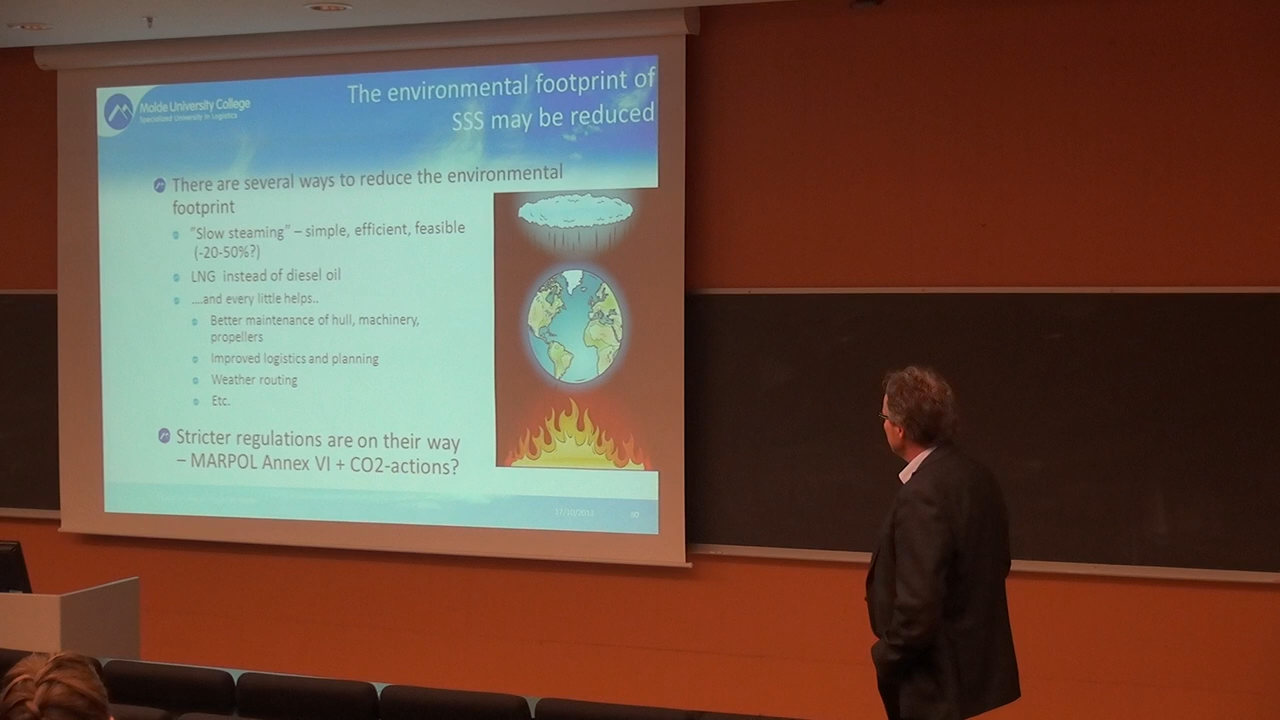 Molde University College
Specialized University in Logistics
The environmental footprint of
SSS may be reduced
There are several ways to reduce the environmental
footprint
"Slow steaming" – simple, efficient, feasible
(-20-50%?)
LNG instead of diesel oil
....and every little helps..
Better maintenance of hull, machinery,
propellers
Improved logistics and planning
Weather routing
Etc.
Stricter regulations are on their way
– MARPOL Annex VI + CO2-actions?